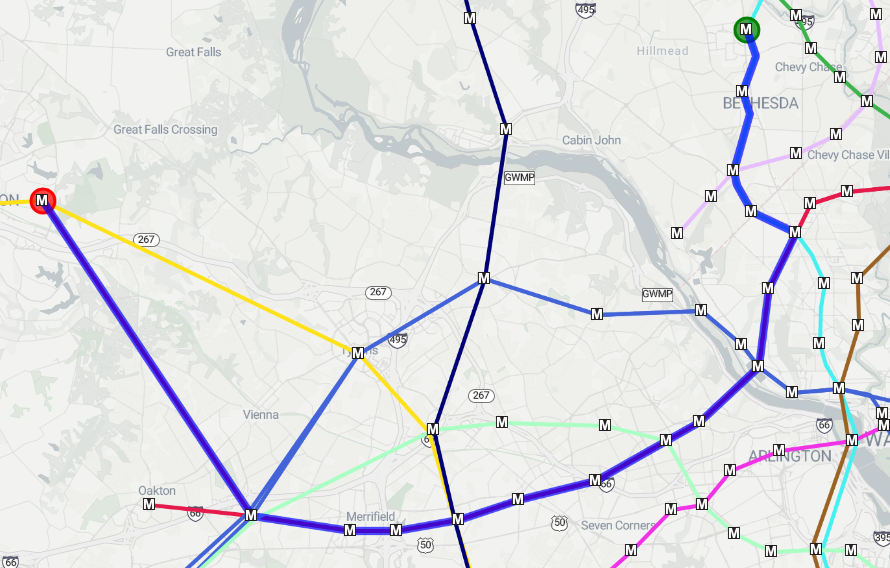 495
Great Falls
Hillmead
Chevy Chase
BETHESDA
Great Falls Crossing
Cabin John
Chevy Chase Vil
GWMP
ON
267
267
GWMP
495
267
Vienna
66
ARLINGTON
WA
Oakton
66
66
Merrifield
50
50
Seven Corners
395
66